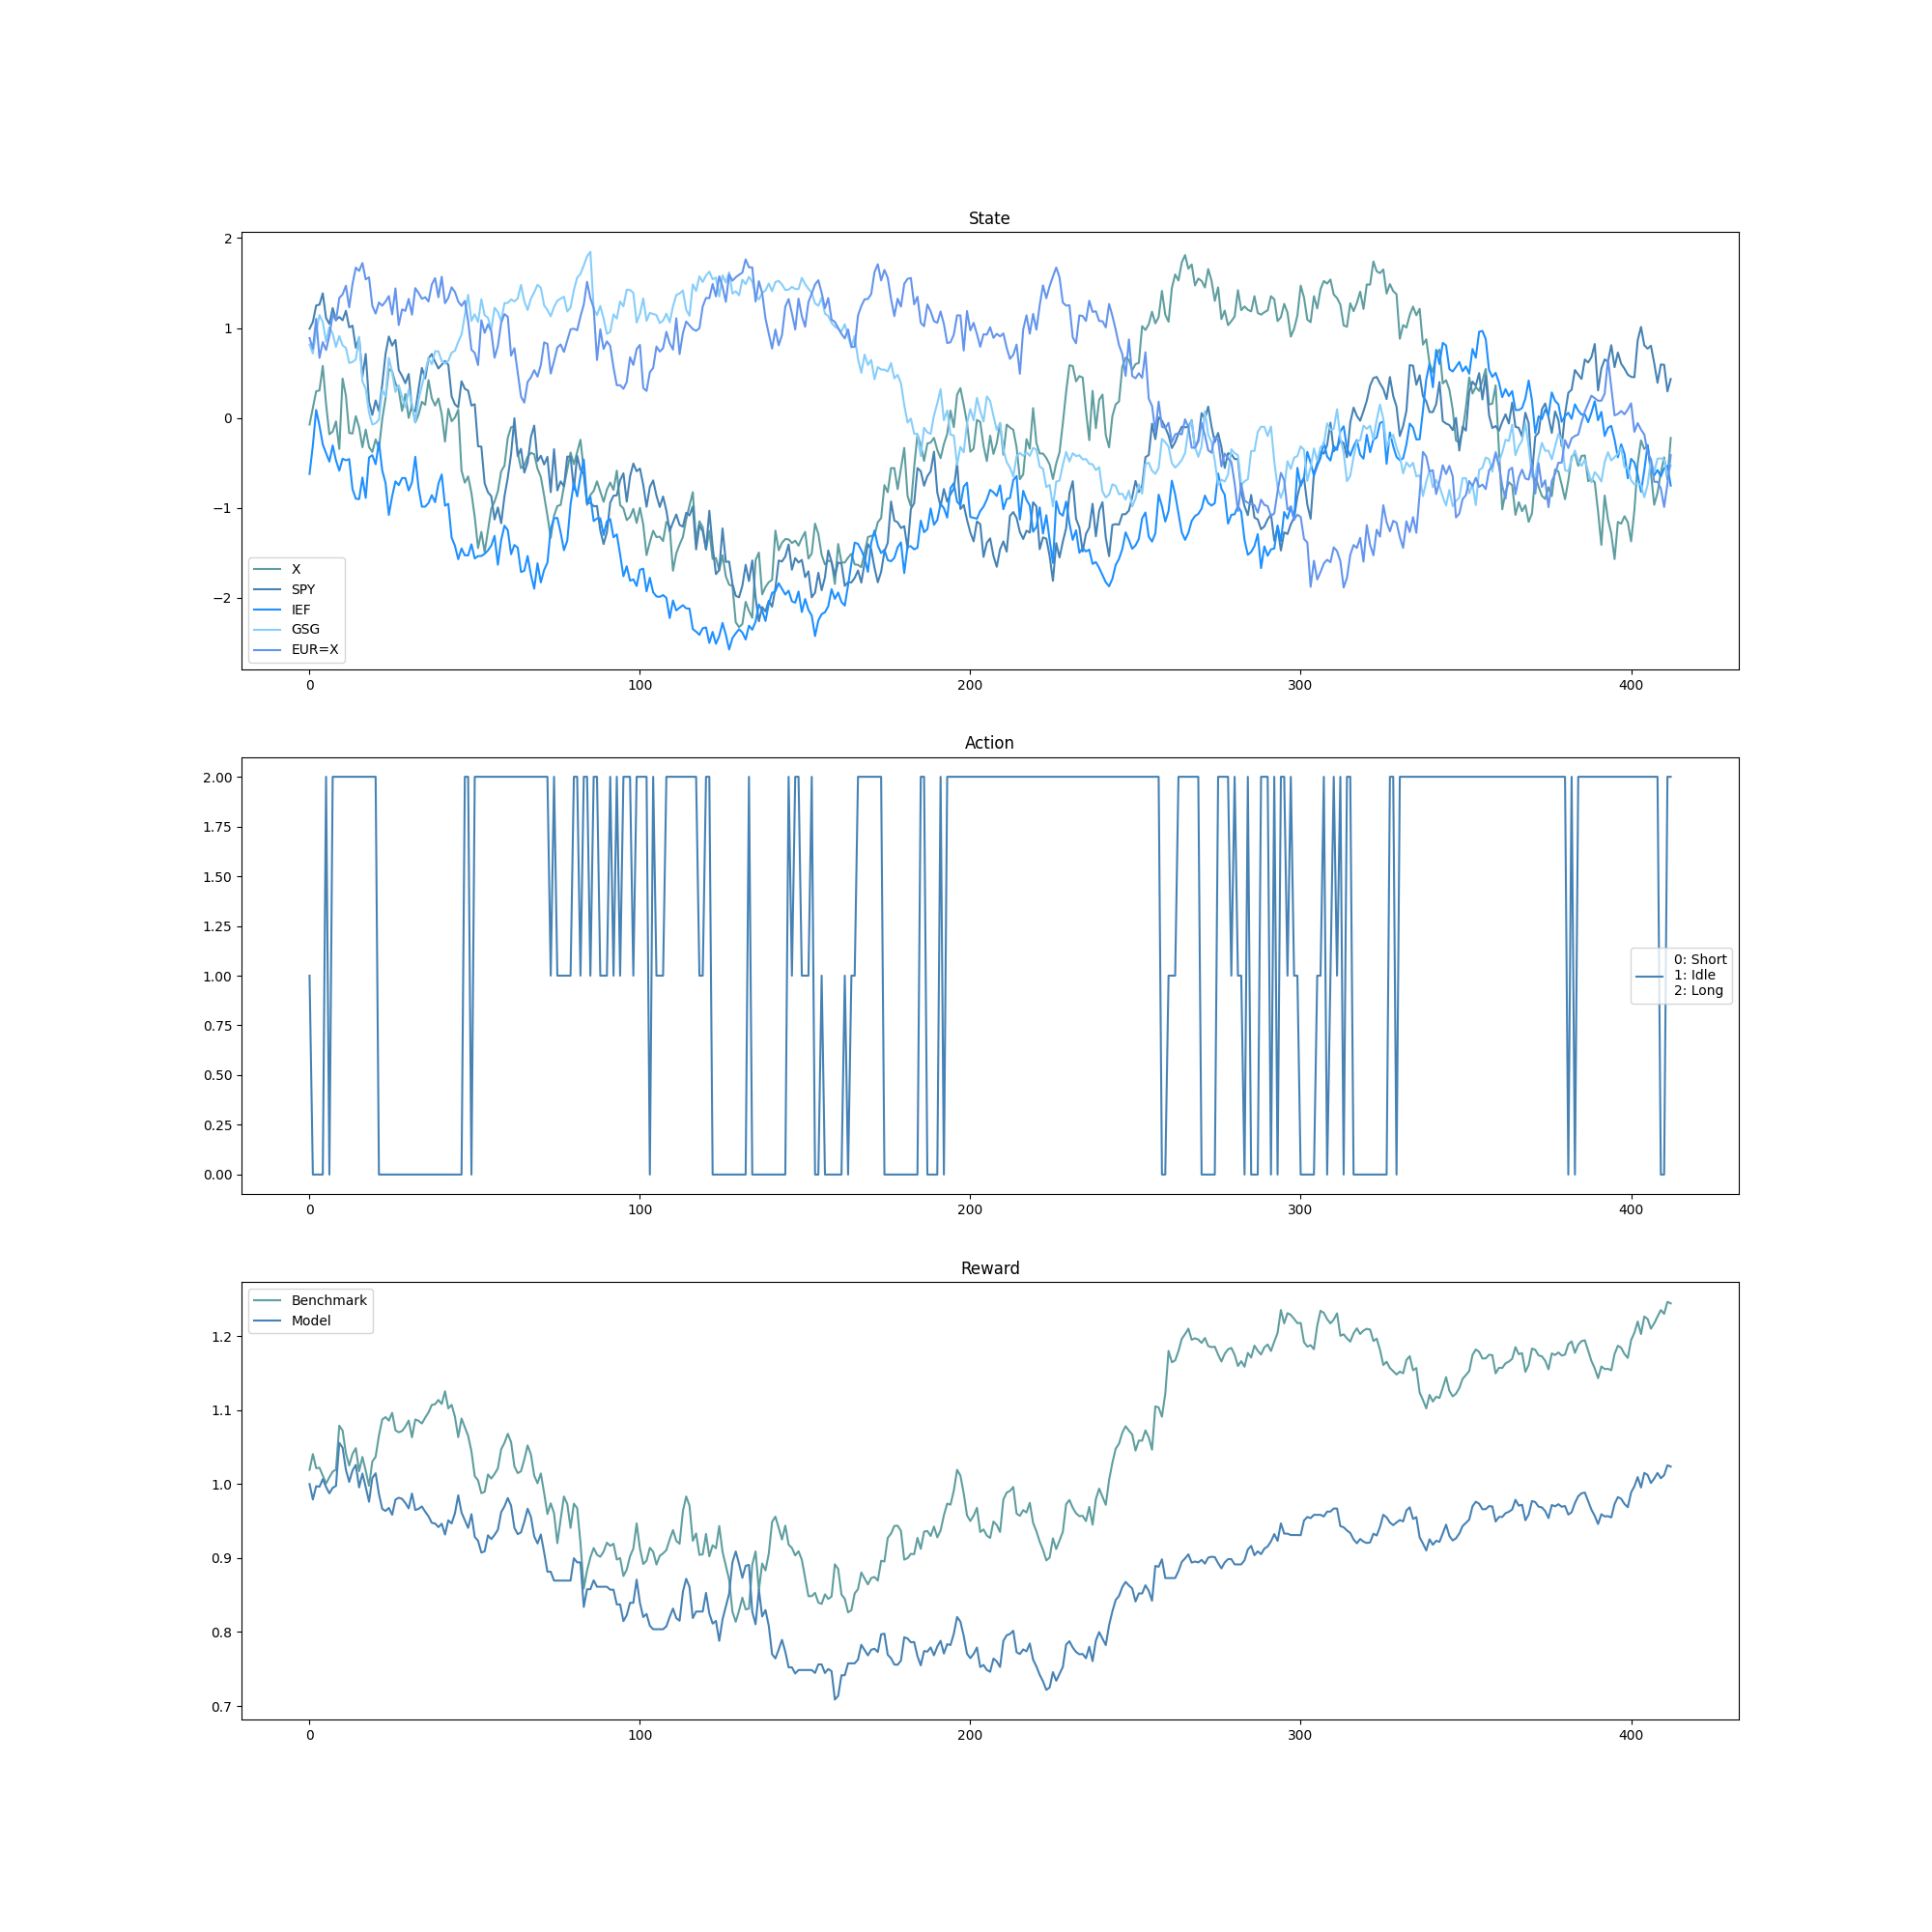 State
2
1
0
−1
−2
X
SPY
IEF
GSG
EUR=X
0 100 200 300 400
Action
2.00
1.75
1.50
1.25
1.00
0.75
0.50
0.25
0.00
0: Short
1: Idle
2: Long
0 100 200 300 400
Reward
Benchmark
Model
1.2
1.1
1.0
0.9
0.8
0.7
0 100 200 300 400